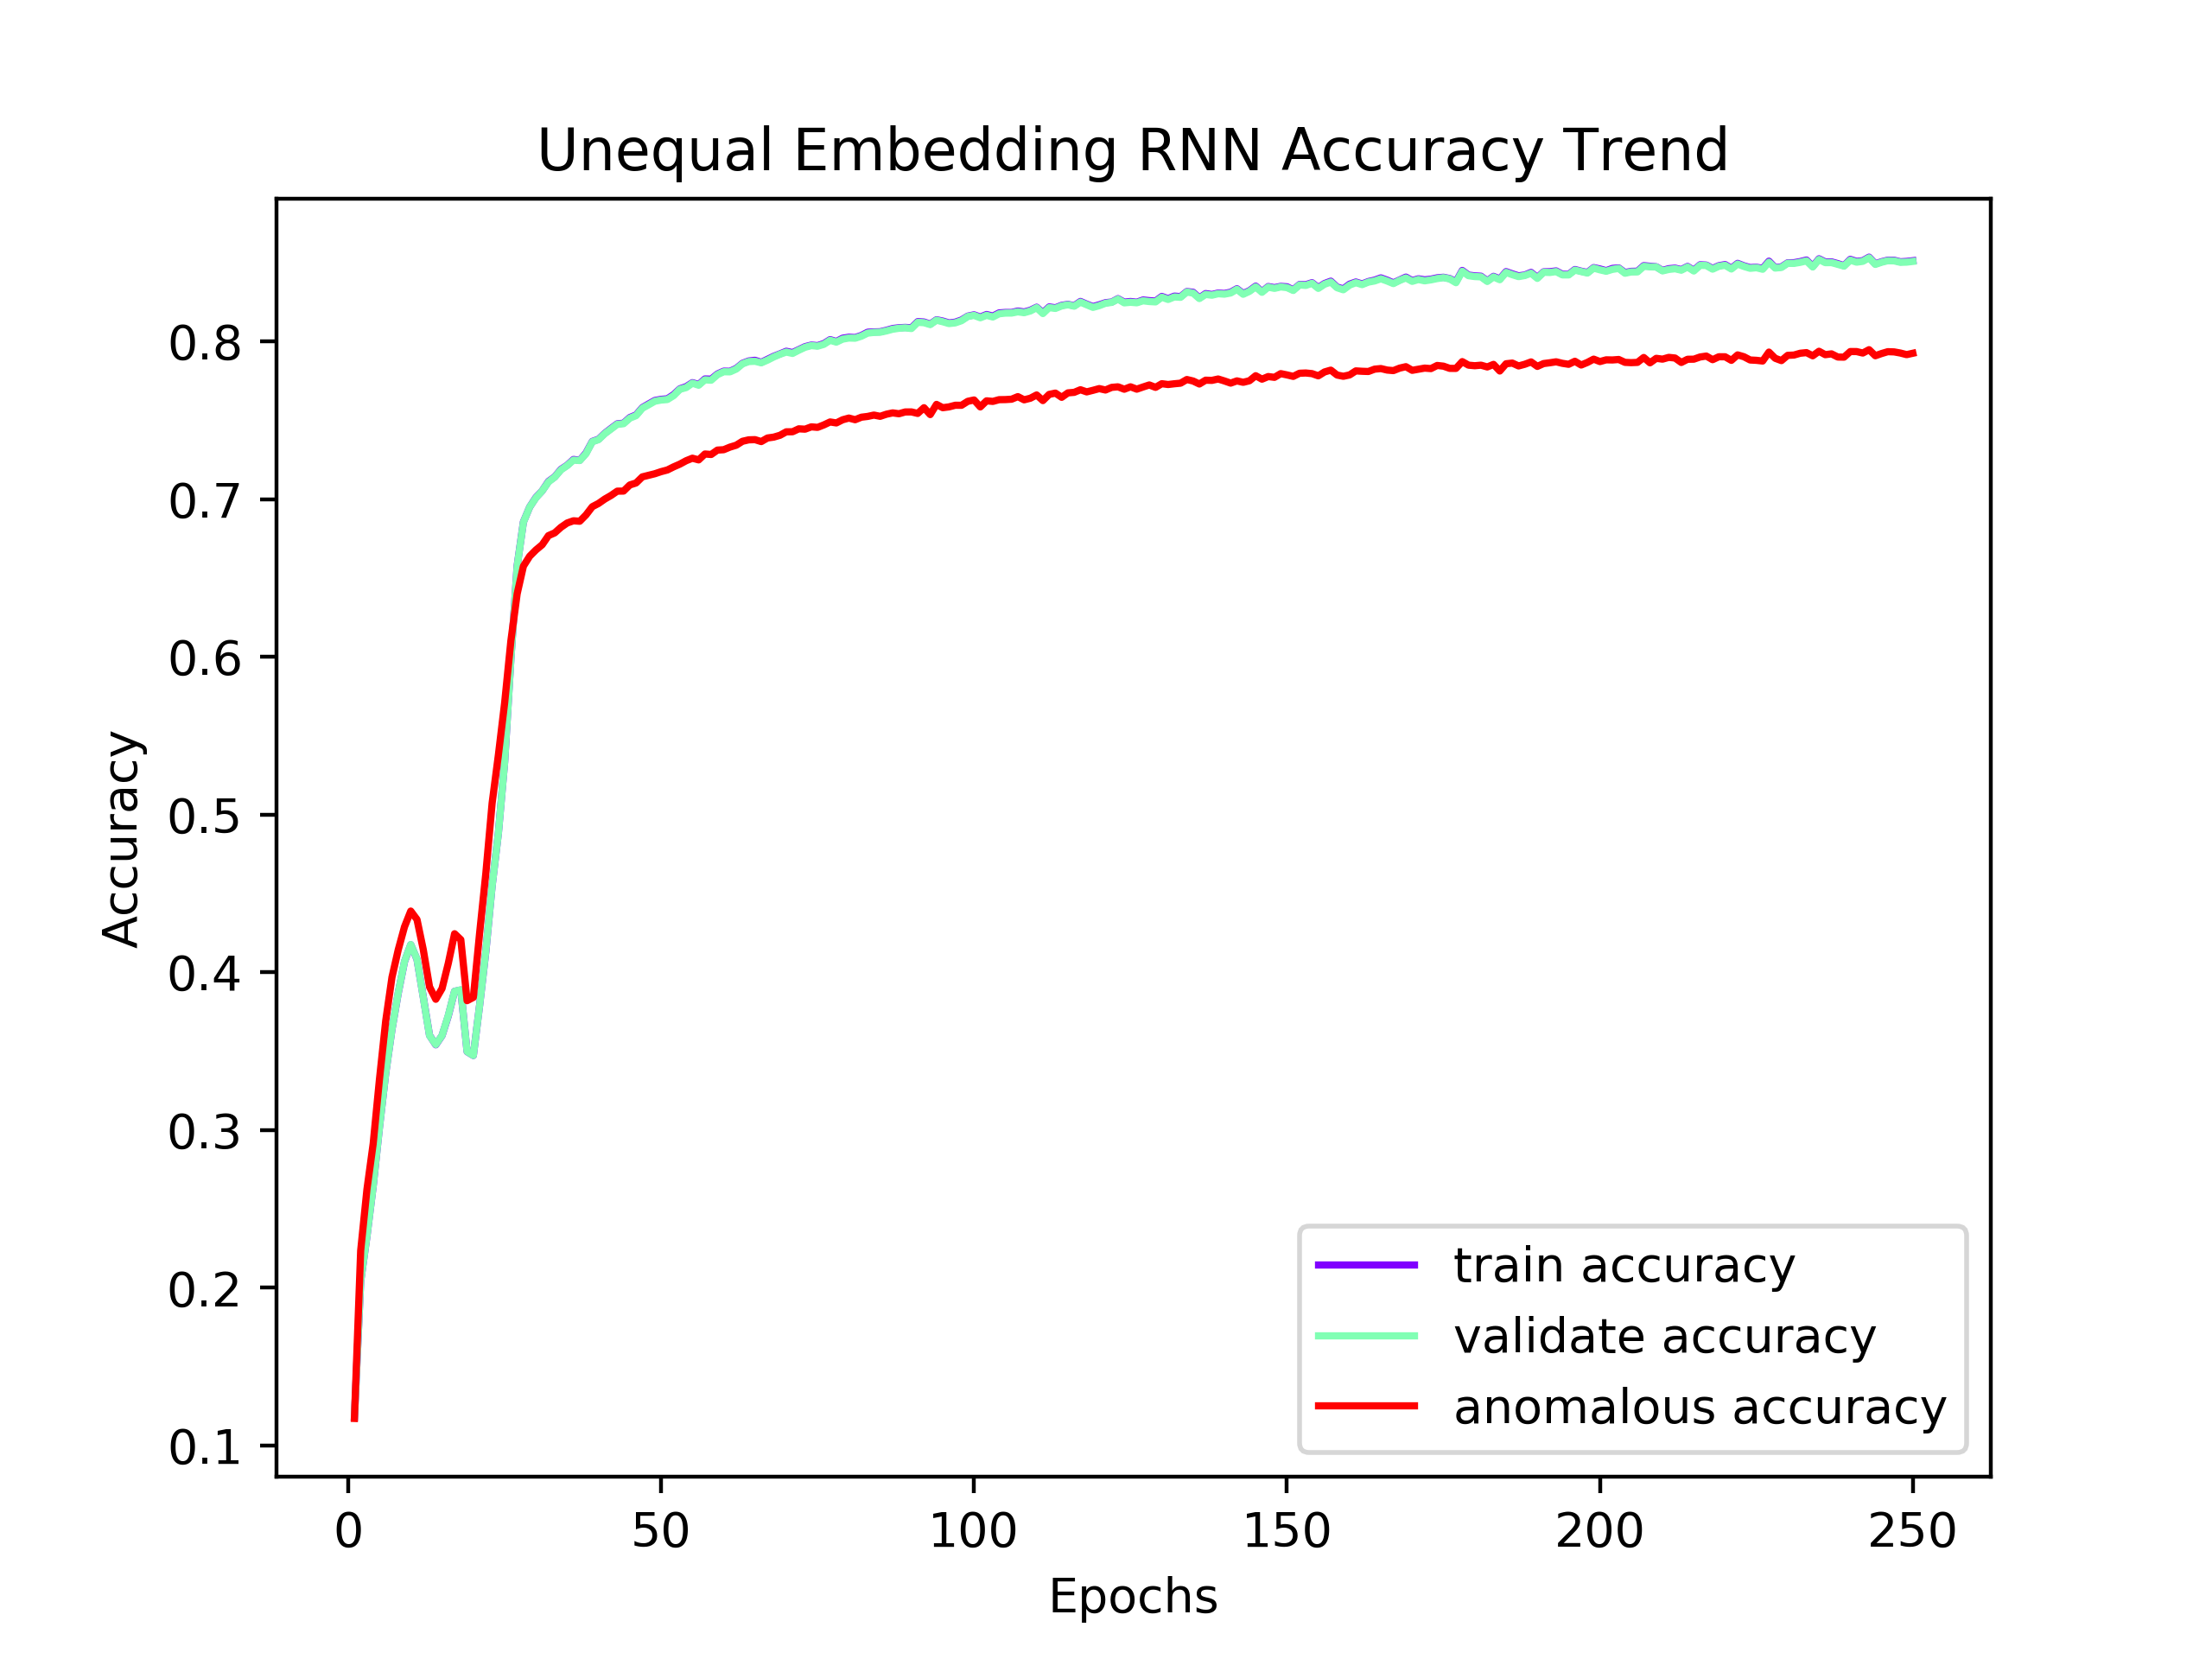 Unequal Embedding RNN Accuracy Trend
Accuracy
0.8
0.7
0.6
0.5
0.4
0.3
0.2
0.1
train accuracy
validate accuracy
anomalous accuracy
0 50 100 150 200 250
Epochs